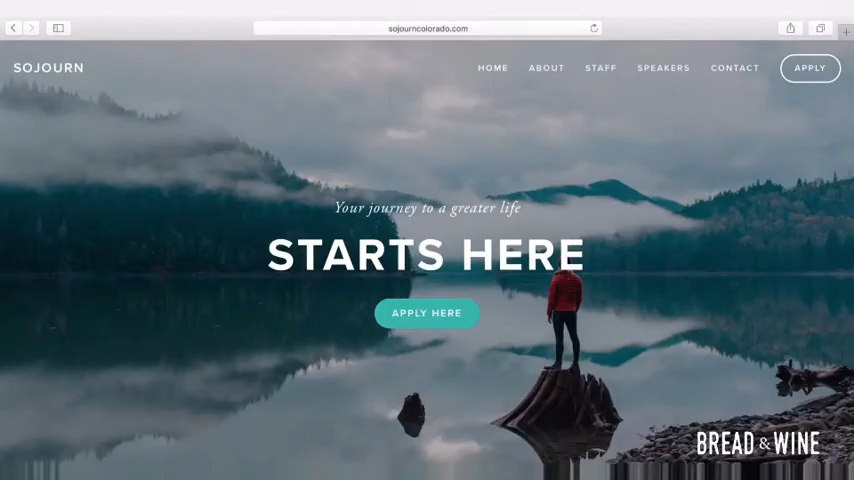 sojourncolorado.com
SOJOURN
HOME ABOUT STAFF SPEAKERS CONTACT APPLY
Your journey to a greater life
STARTS HERE
APPLY HERE
BREAD & WINE